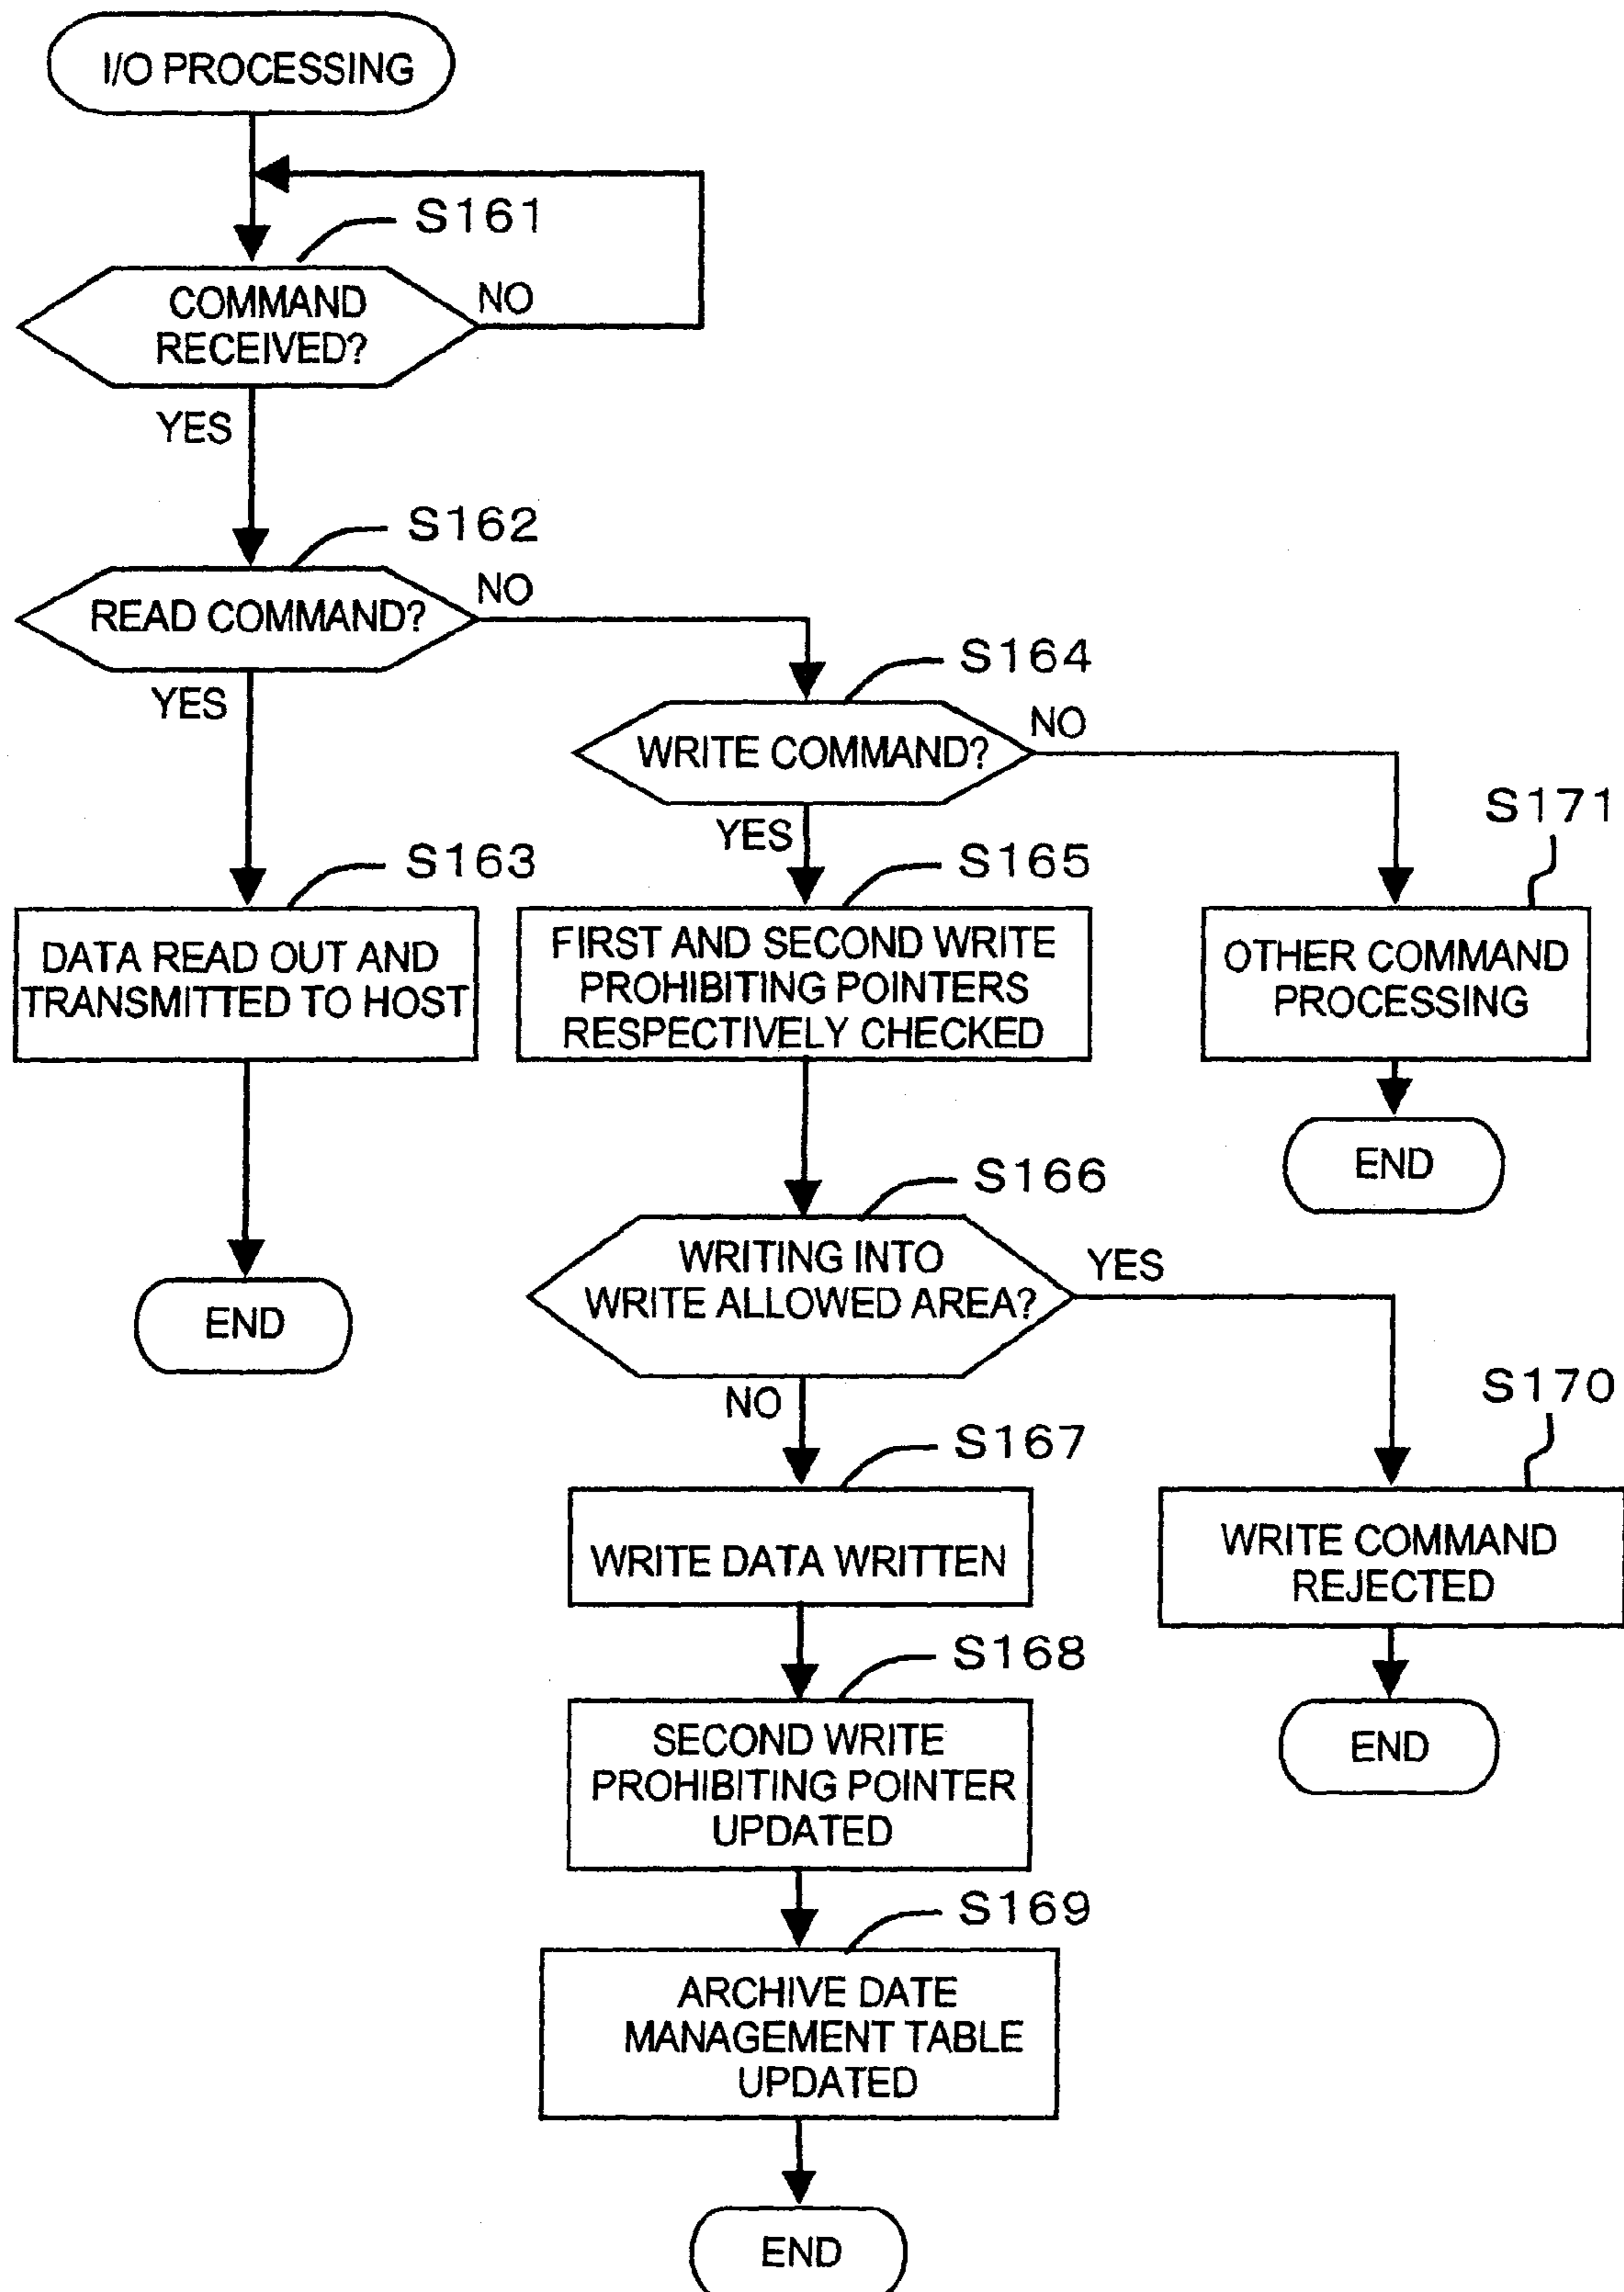 I/O PROCESSING
S161
COMMAND
RECEIVED?
NO
YES
S162
READ COMMAND?
NO
YES
S164
WRITE COMMAND?
NO
YES
S171
S163
DATA READ OUT AND
TRANSMITTED TO HOST
S165
FIRST AND SECOND WRITE
PROHIBITING POINTERS
RESPECTIVELY CHECKED
OTHER COMMAND
PROCESSING
END
END
S166
WRITING INTO
WRITE ALLOWED AREA?
YES
NO
S170
S167
WRITE DATA WRITTEN
WRITE COMMAND
REJECTED
END
S168
SECOND WRITE
PROHIBITING POINTER
UPDATED
S169
ARCHIVE DATE
MANAGEMENT TABLE
UPDATED
END